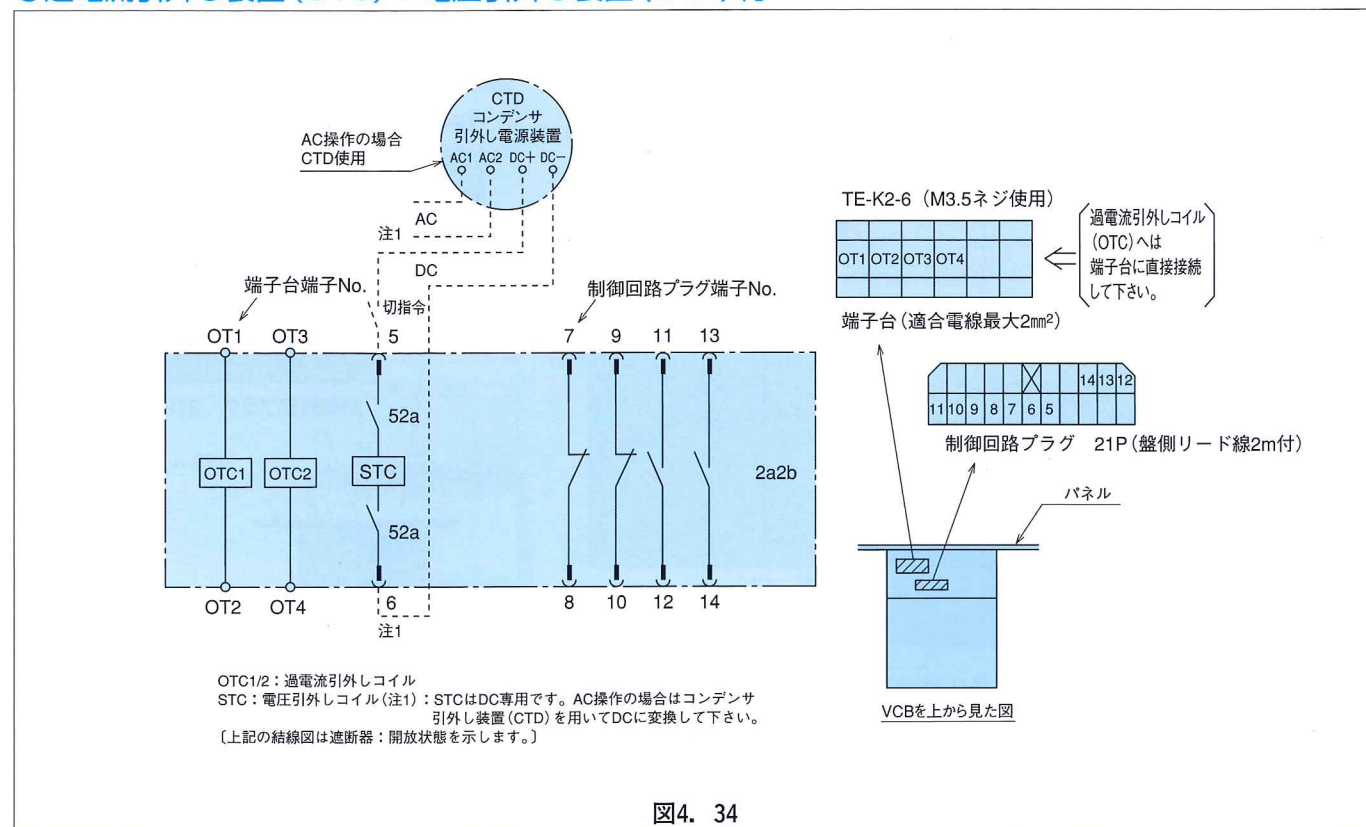 CTD
コンデンサ
引外し電源装置
AC1 AC2 DC+ DC−
AC操作の場合
CTD使用
AC
注1
DC
切指令
端子台端子No.
制御回路プラグ端子No.
OT1 OT3 5 7 9 11 13
52a
OTC1 OTC2 STC
2a2b
52a
OT2 OT4 6 8 10 12 14
注1
TE-K2-6（M3.5ネジ使用）
OT1 OT2 OT3 OT4
過電流引外しコイル
(OTC)へは
端子台に直接接続
して下さい。
端子台(適合電線最大2mm²)
14 13 12
11 10 9 8 7 6 5
制御回路プラグ　21P(盤側リード線2m付)
パネル
VCBを上から見た図
OTC1/2：過電流引外しコイル
STC：電圧引外しコイル(注1)：STCはDC専用です。AC操作の場合はコンデンサ
引外し装置(CTD)を用いてDCに変換して下さい。
〔上記の結線図は遮断器：開放状態を示します。〕
図4. 34